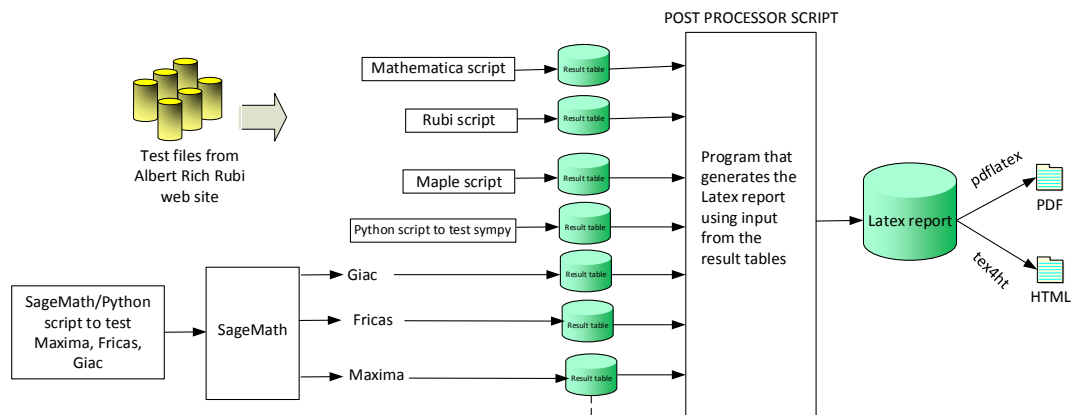 POST PROCESSOR SCRIPT
Mathematica script
Result table
Rubi script
Result table
Test files from
Albert Rich Rubi
web site
Maple script
Result table
Python script to test sympy
Result table
Giac
Result table
SageMath/Python
script to test
Maxima, Fricas,
Giac
SageMath
Fricas
Result table
Maxima
Result table
Program that
generates the
Latex report
using input
from the
result tables
Latex report
pdflatex
PDF
tex4ht
HTML